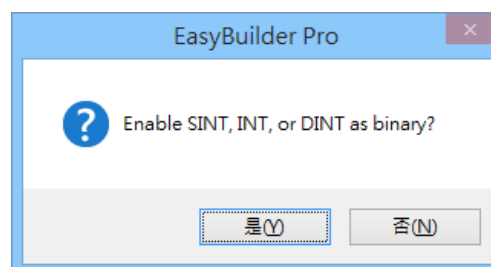 EasyBuilder Pro
Enable SINT, INT, or DINT as binary?
是(Y) 否(N)